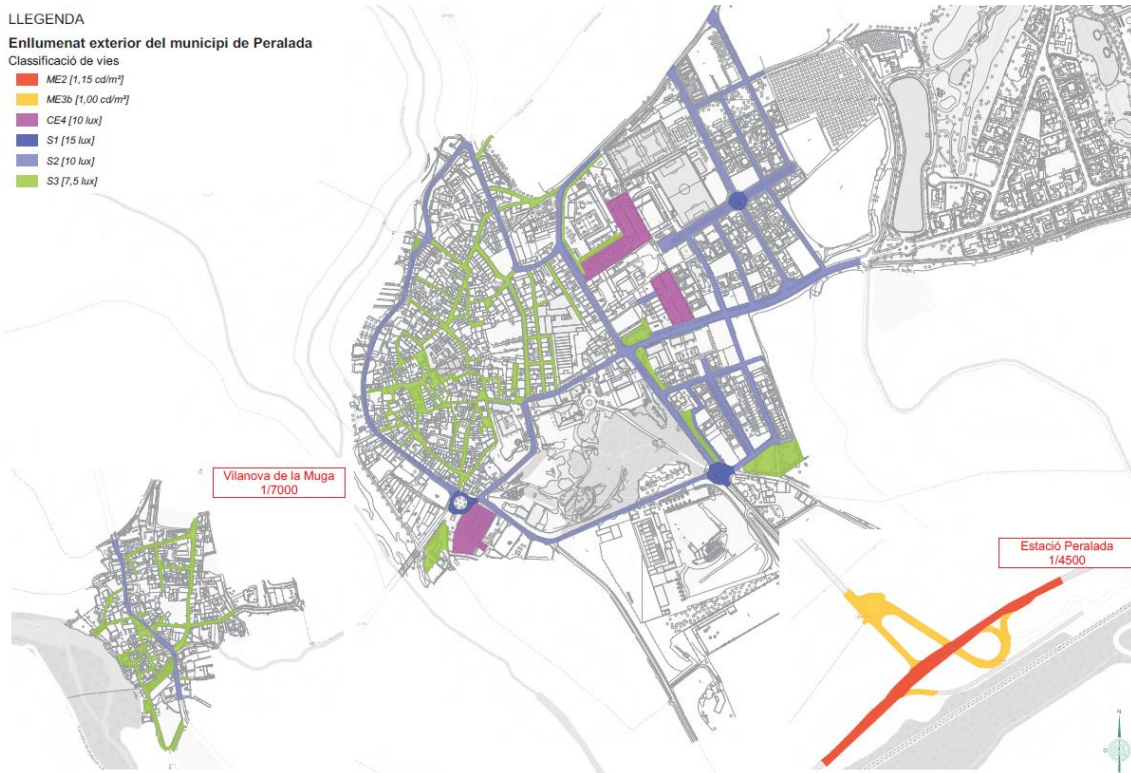 LLEGENDA
Enllumenat exterior del municipi de Peralada
Classificació de vies
ME2 [1,15 cd/m²]
ME3b [1,00 cd/m²]
CE4 [10 lux]
S1 [15 lux]
S2 [10 lux]
S3 [7,5 lux]
Vilanova de la Muga
1/7000
Estació Peralada
1/4500
N